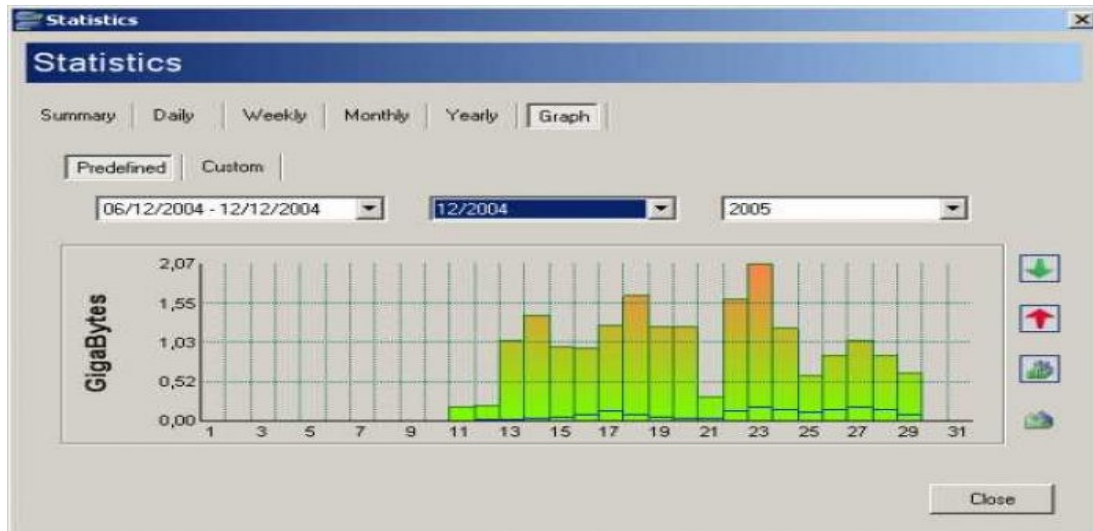 Statistics
Statistics
Summary Daily Weekly Monthly Yearly Graph
Predefined Custom
06/12/2004 - 12/12/2004 12/2004 2005
GigaBytes
2,07
1,55
1,03
0,52
0,00
1 3 5 7 9 11 13 15 17 19 21 23 25 27 29 31
Close